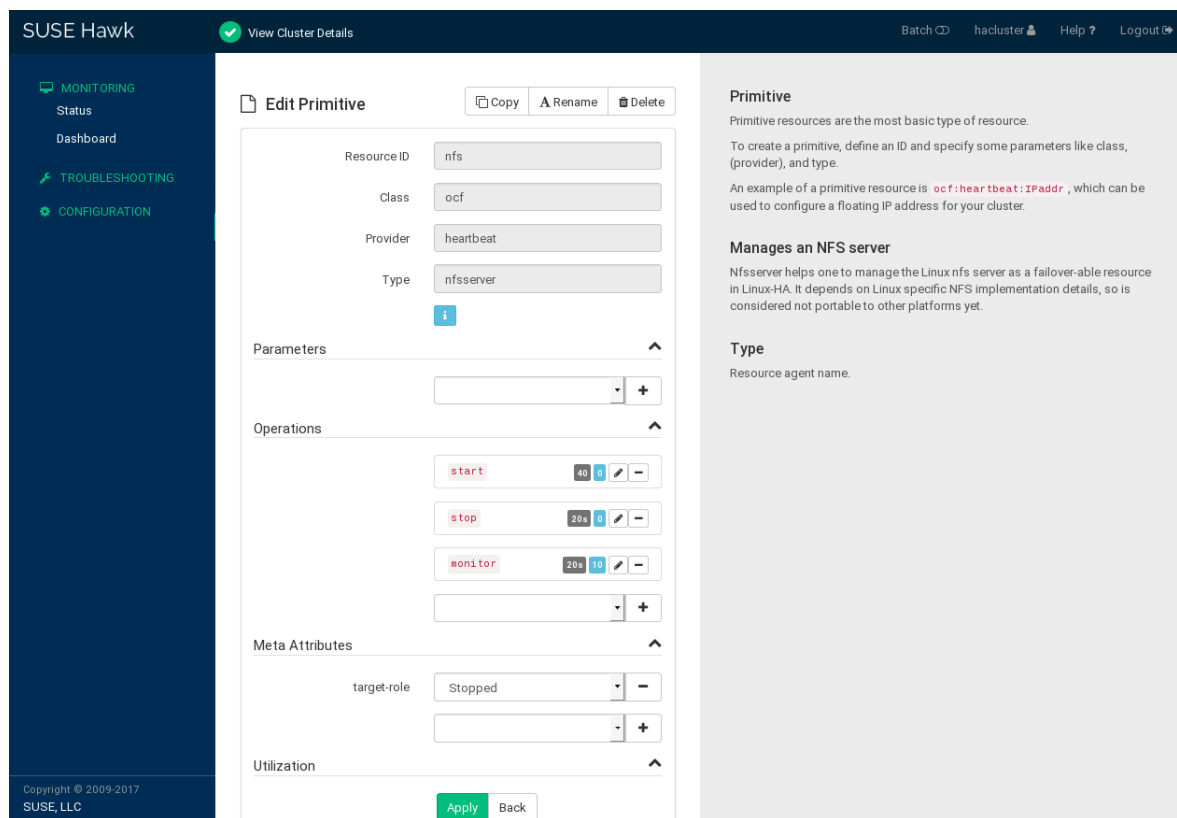 SUSE Hawk
View Cluster Details
Batch
hacluster
Help ?
Logout
MONITORING
Status
Dashboard
TROUBLESHOOTING
CONFIGURATION
Copyright © 2009-2017
SUSE, LLC
Edit Primitive
Copy
A Rename
Delete
Resource ID
nfs
Class
ocf
Provider
heartbeat
Type
nfsserver
i
Parameters
Operations
start 40 0
stop 20s 0
monitor 20s 10
Meta Attributes
target-role
Stopped
Utilization
Apply
Back
Primitive
Primitive resources are the most basic type of resource.
To create a primitive, define an ID and specify some parameters like class,
(provider), and type.
An example of a primitive resource is ocf:heartbeat:IPaddr , which can be
used to configure a floating IP address for your cluster.
Manages an NFS server
Nfsserver helps one to manage the Linux nfs server as a failover-able resource
in Linux-HA. It depends on Linux specific NFS implementation details, so is
considered not portable to other platforms yet.
Type
Resource agent name.